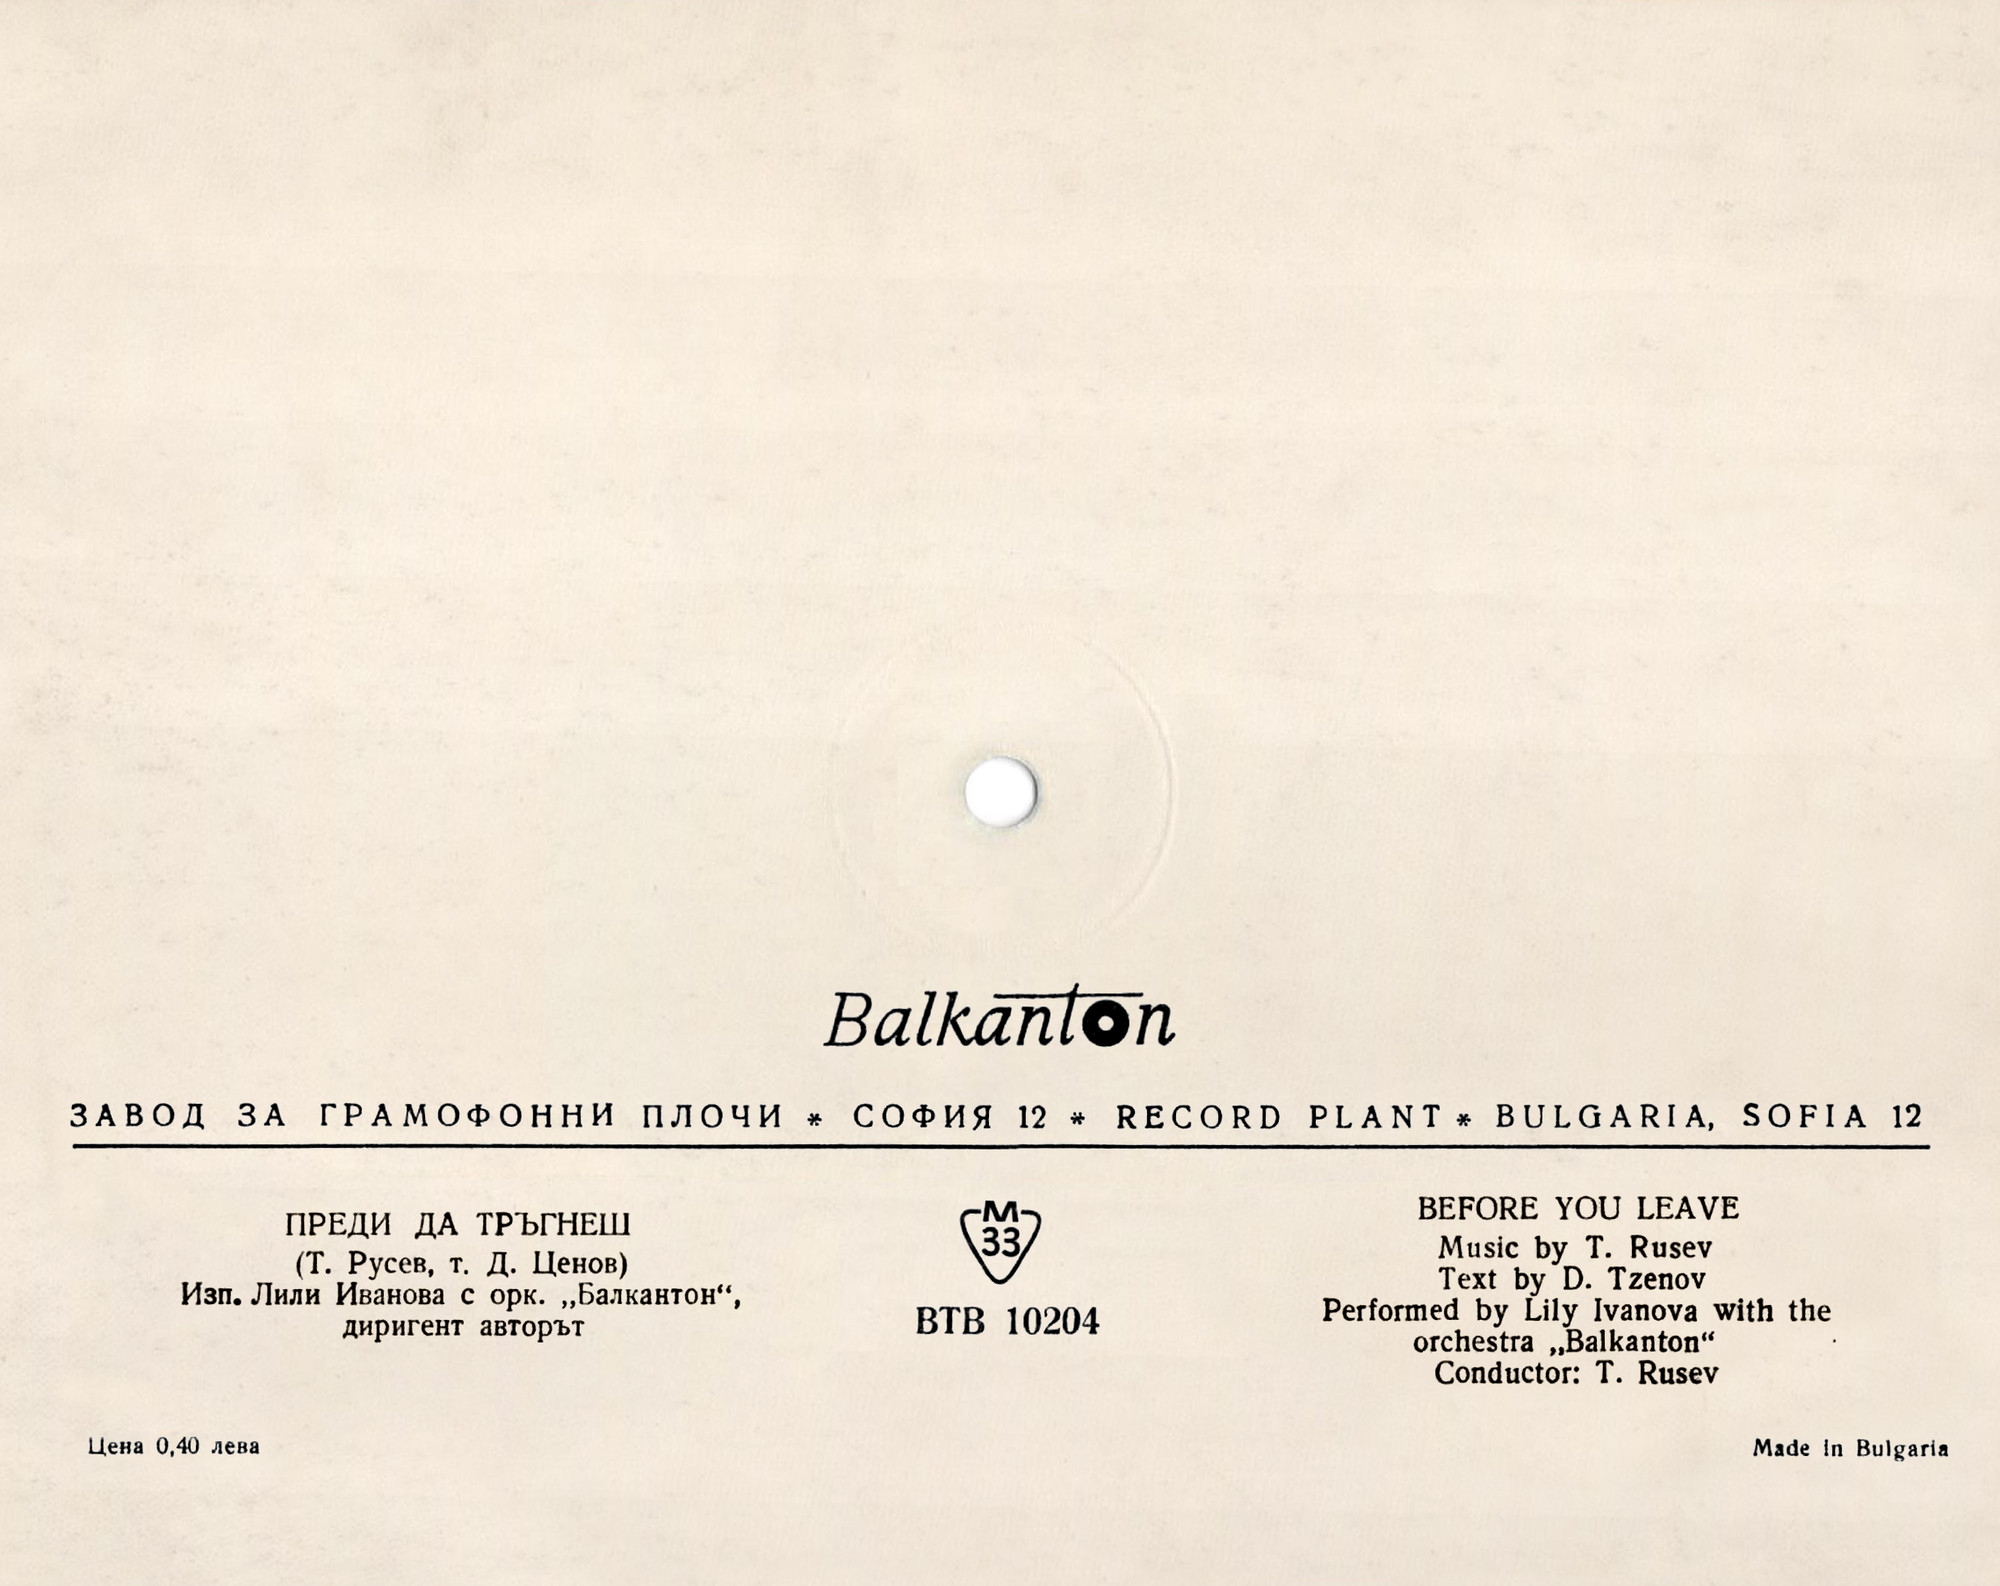 Balkanton
ЗАВОД ЗА ГРАМОФОННИ ПЛОЧИ * СОФИЯ 12 * RECORD PLANT * BULGARIA, SOFIA 12
ПРЕДИ ДА ТРЪГНЕШ
(Т. Русев, т. Д. Ценов)
Изп. Лили Иванова с орк. „Балкантон“,
диригент авторът
M
33
ВТВ 10204
BEFORE YOU LEAVE
Music by T. Rusev
Text by D. Tzenov
Performed by Lily Ivanova with the
orchestra „Balkanton“
Conductor: T. Rusev
Цена 0,40 лева
Made in Bulgaria